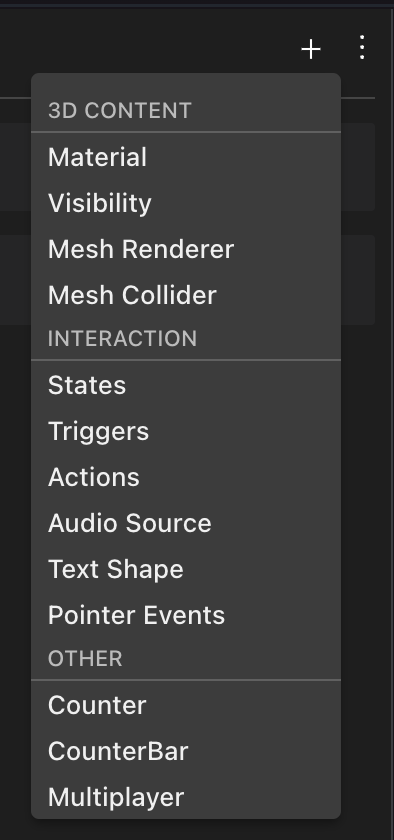 3D CONTENT
Material
Visibility
Mesh Renderer
Mesh Collider
INTERACTION
States
Triggers
Actions
Audio Source
Text Shape
Pointer Events
OTHER
Counter
CounterBar
Multiplayer